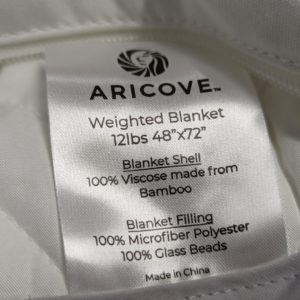 ARICOVE™
Weighted Blanket
12lbs 48"x72"
Blanket Shell
100% Viscose made from
Bamboo
Blanket Filling
100% Microfiber Polyester
100% Glass Beads
Made in China